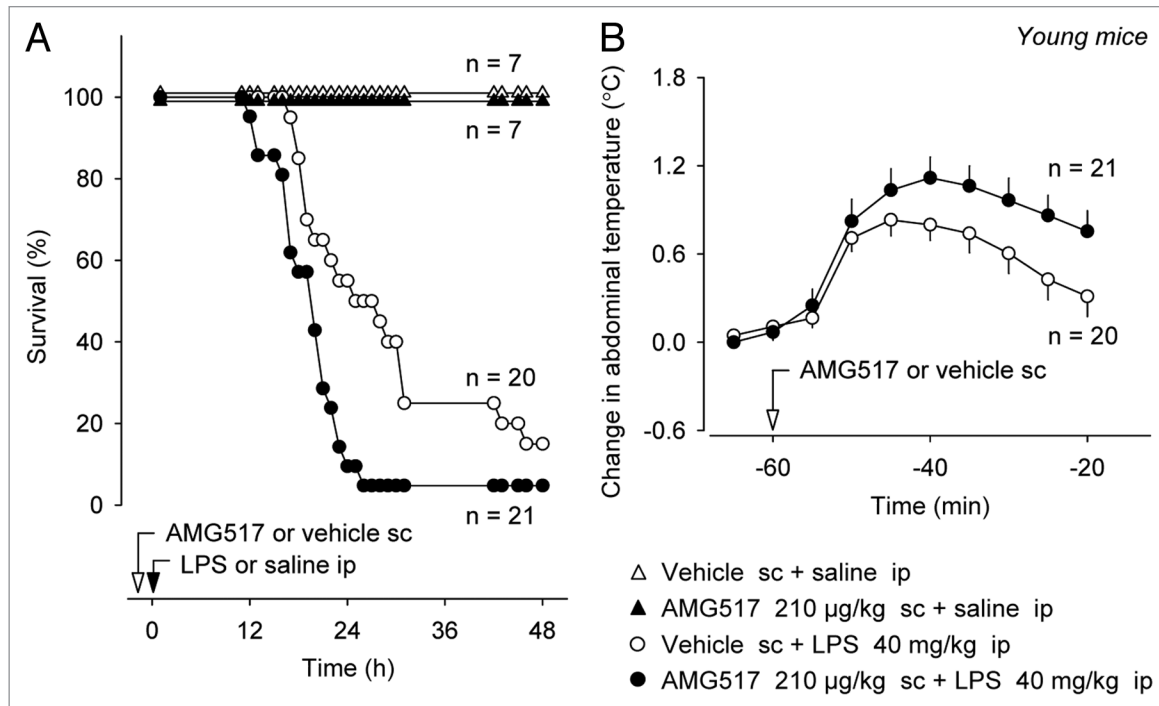 A
n = 7
n = 7
n = 20
n = 21
100
80
60
40
20
0
Survival (%)
AMG517 or vehicle sc
LPS or saline ip
0 12 24 36 48
Time (h)
B
Young mice
1.8
1.2
0.6
0.0
-0.6
Change in abdominal temperature (°C)
n = 21
n = 20
AMG517 or vehicle sc
-60 -40 -20
Time (min)
Vehicle sc + saline ip
AMG517 210 µg/kg sc + saline ip
Vehicle sc + LPS 40 mg/kg ip
AMG517 210 µg/kg sc + LPS 40 mg/kg ip